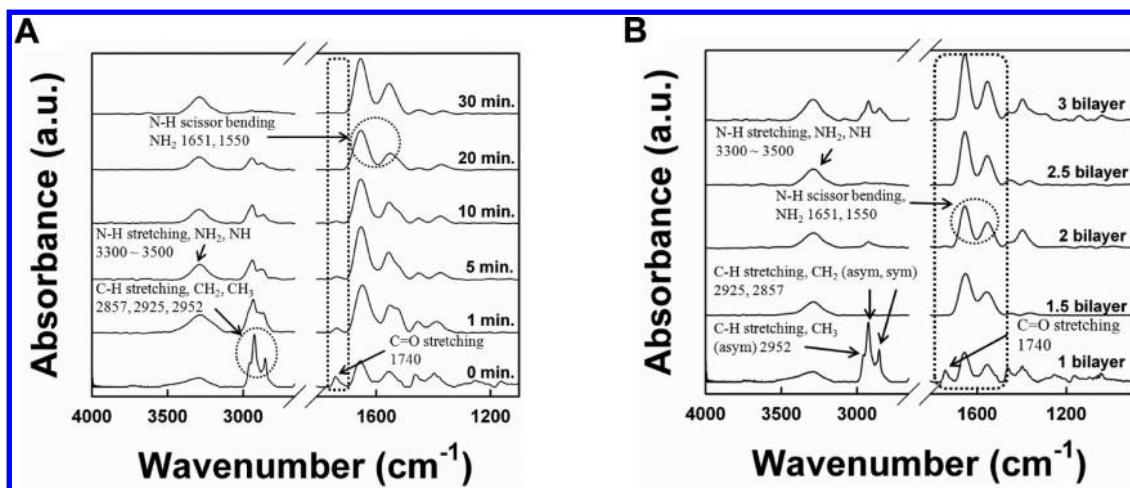 A
Absorbance (a.u.)
30 min.
N-H scissor bending
NH2 1651, 1550
20 min.
10 min.
N-H stretching, NH2, NH
3300 ~ 3500
5 min.
C-H stretching, CH2, CH3
2857, 2925, 2952
1 min.
C=O stretching
1740
0 min.
4000 3500 3000 1600 1200
Wavenumber (cm-1)
B
Absorbance (a.u.)
3 bilayer
N-H stretching, NH2, NH
3300 ~ 3500
2.5 bilayer
N-H scissor bending,
NH2 1651, 1550
2 bilayer
C-H stretching, CH2 (asym, sym)
2925, 2857
1.5 bilayer
C-H stretching, CH3
(asym) 2952
C=O stretching
1740
1 bilayer
4000 3500 3000 1600 1200
Wavenumber (cm-1)